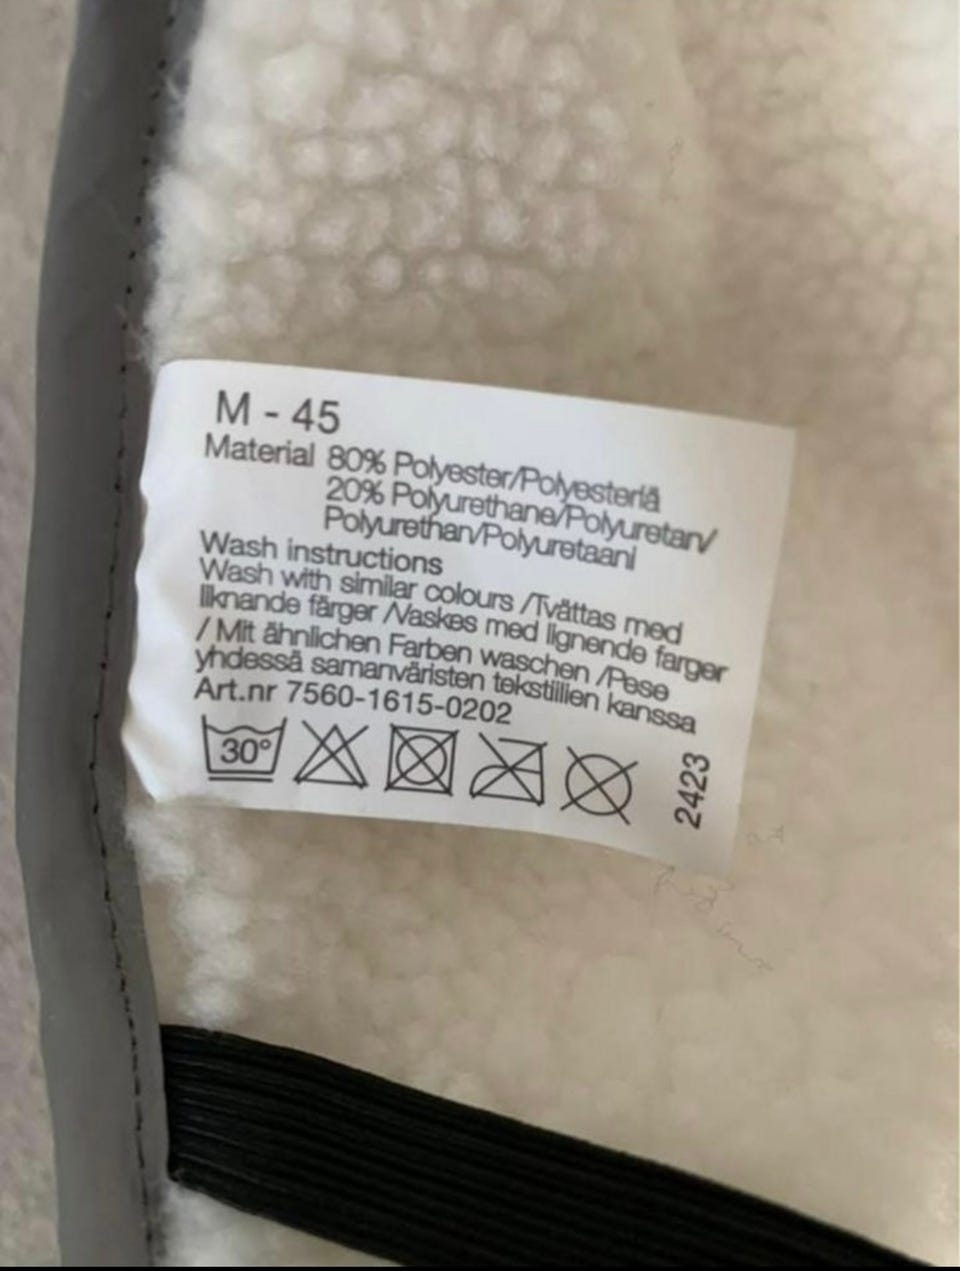 M - 45
Material 80% Polyester/Polyesteriä
20% Polyurethane/Polyuretan/
Polyurethan/Polyuretaani
Wash instructions
Wash with similar colours /Tvättas med
liknande färger /Vaskes med lignende farger
/ Mit ähnlichen Farben waschen /Pese
yhdessä samanväristen tekstiilien kanssa
Art.nr 7560-1615-0202
30°
2423